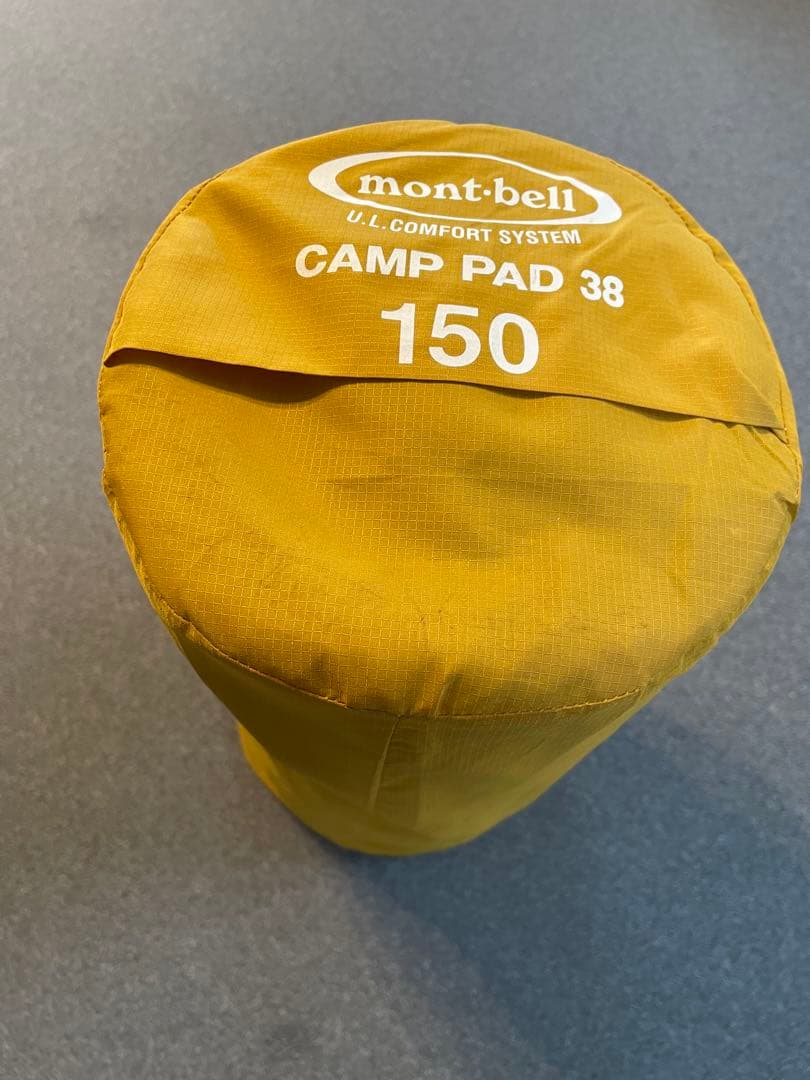 mont·bell
U.L.COMFORT SYSTEM
CAMP PAD 38
150